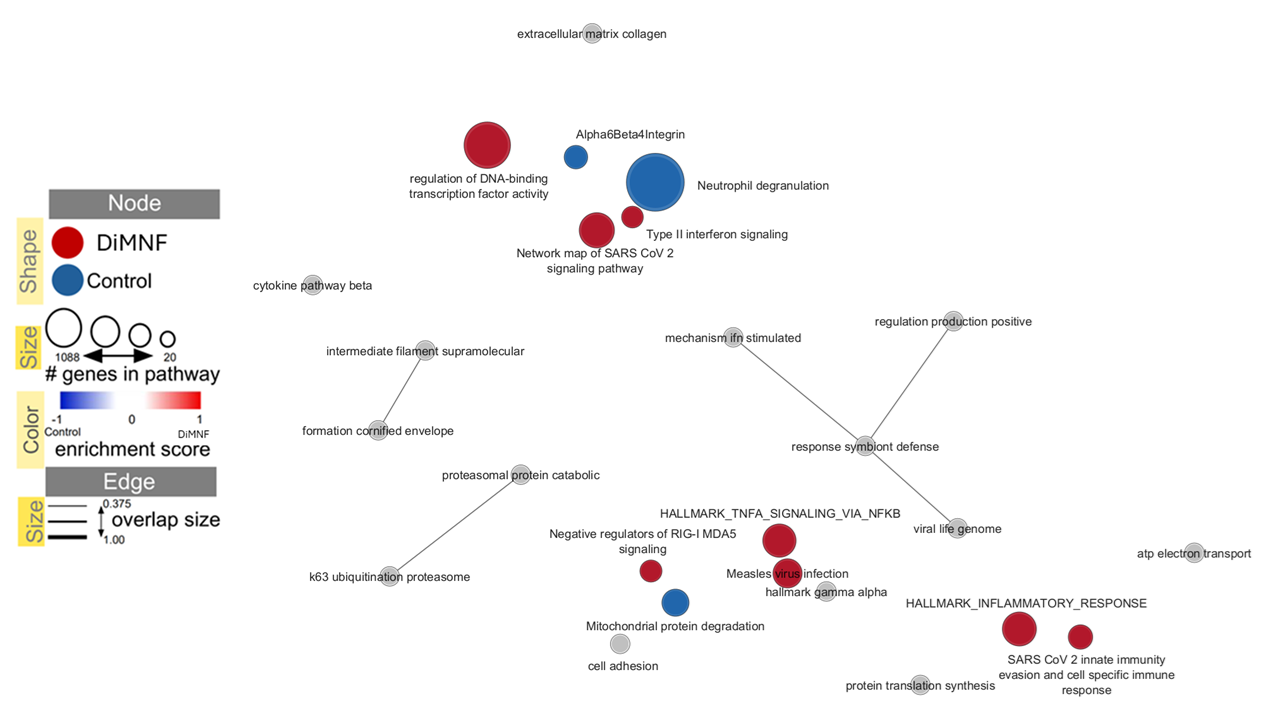 extracellular matrix collagen
Alpha6Beta4Integrin
regulation of DNA-binding
transcription factor activity
Neutrophil degranulation
Type II interferon signaling
Network map of SARS CoV 2
signaling pathway
cytokine pathway beta
regulation production positive
mechanism ifn stimulated
intermediate filament supramolecular
formation cornified envelope
response symbiont defense
proteasomal protein catabolic
HALLMARK_TNFA_SIGNALING_VIA_NFKB
viral life genome
Negative regulators of RIG-I MDA5
signaling
atp electron transport
k63 ubiquitination proteasome
Measles virus infection
hallmark gamma alpha
HALLMARK_INFLAMMATORY_RESPONSE
Mitochondrial protein degradation
cell adhesion
SARS CoV 2 innate immunity
evasion and cell specific immune
response
protein translation synthesis
Node
Shape
DiMNF
Control
Size
1088
20
# genes in pathway
Color
-1
0
1
Control
DiMNF
enrichment score
Edge
Size
0.375
overlap size
1.00